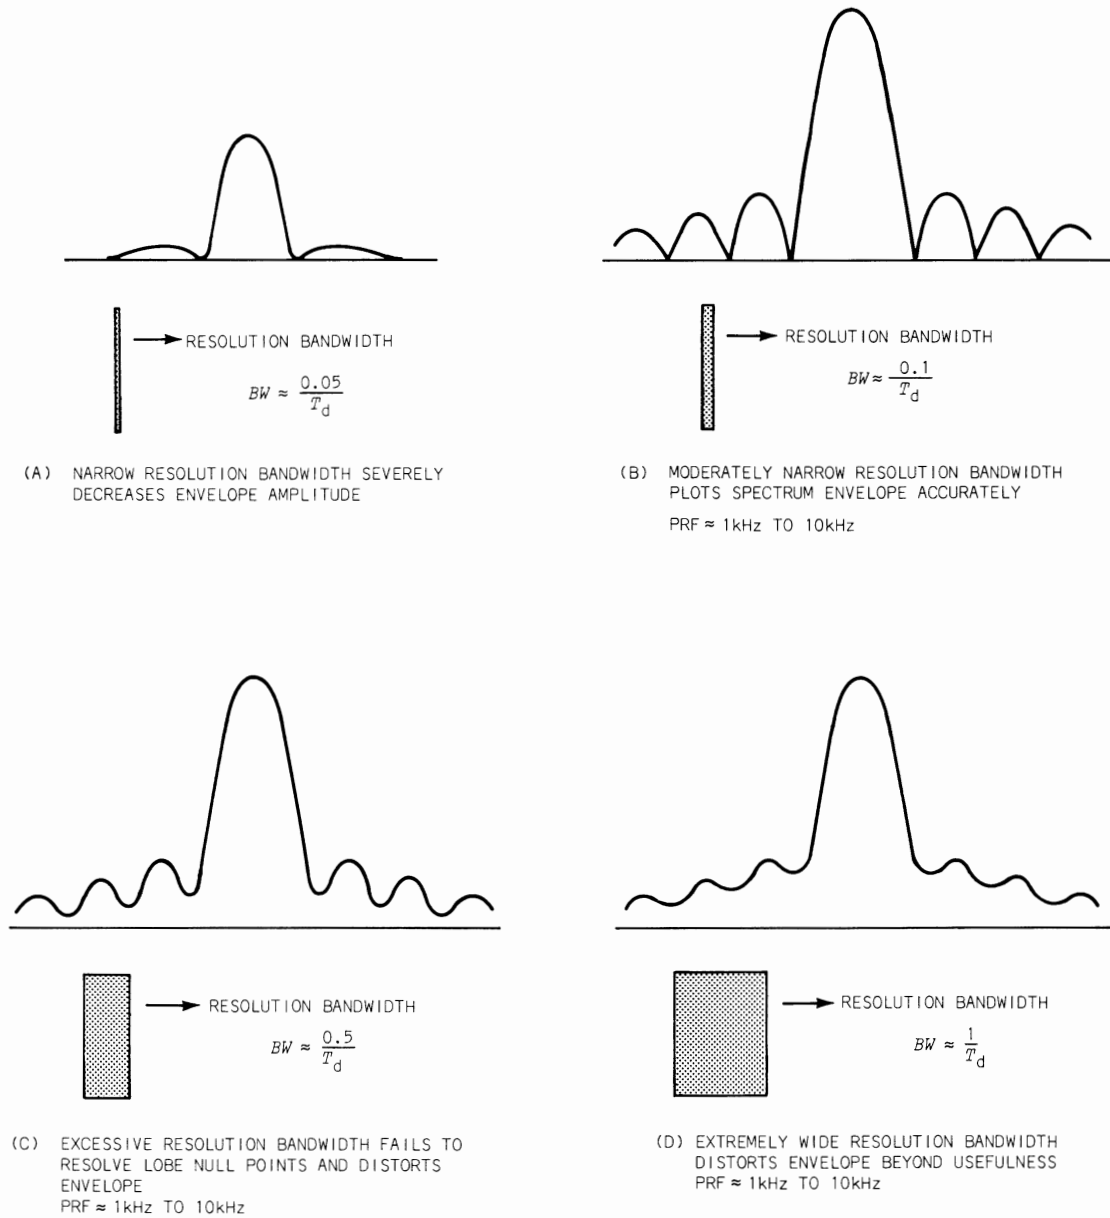 RESOLUTION BANDWIDTH
BW ≈ 0.05/Td
(A) NARROW RESOLUTION BANDWIDTH SEVERELY
DECREASES ENVELOPE AMPLITUDE
RESOLUTION BANDWIDTH
BW ≈ 0.1/Td
(B) MODERATELY NARROW RESOLUTION BANDWIDTH
PLOTS SPECTRUM ENVELOPE ACCURATELY
PRF ≈ 1kHz TO 10kHz
RESOLUTION BANDWIDTH
BW ≈ 0.5/Td
(C) EXCESSIVE RESOLUTION BANDWIDTH FAILS TO
RESOLVE LOBE NULL POINTS AND DISTORTS
ENVELOPE
PRF ≈ 1kHz TO 10kHz
RESOLUTION BANDWIDTH
BW ≈ 1/Td
(D) EXTREMELY WIDE RESOLUTION BANDWIDTH
DISTORTS ENVELOPE BEYOND USEFULNESS
PRF ≈ 1kHz TO 10kHz